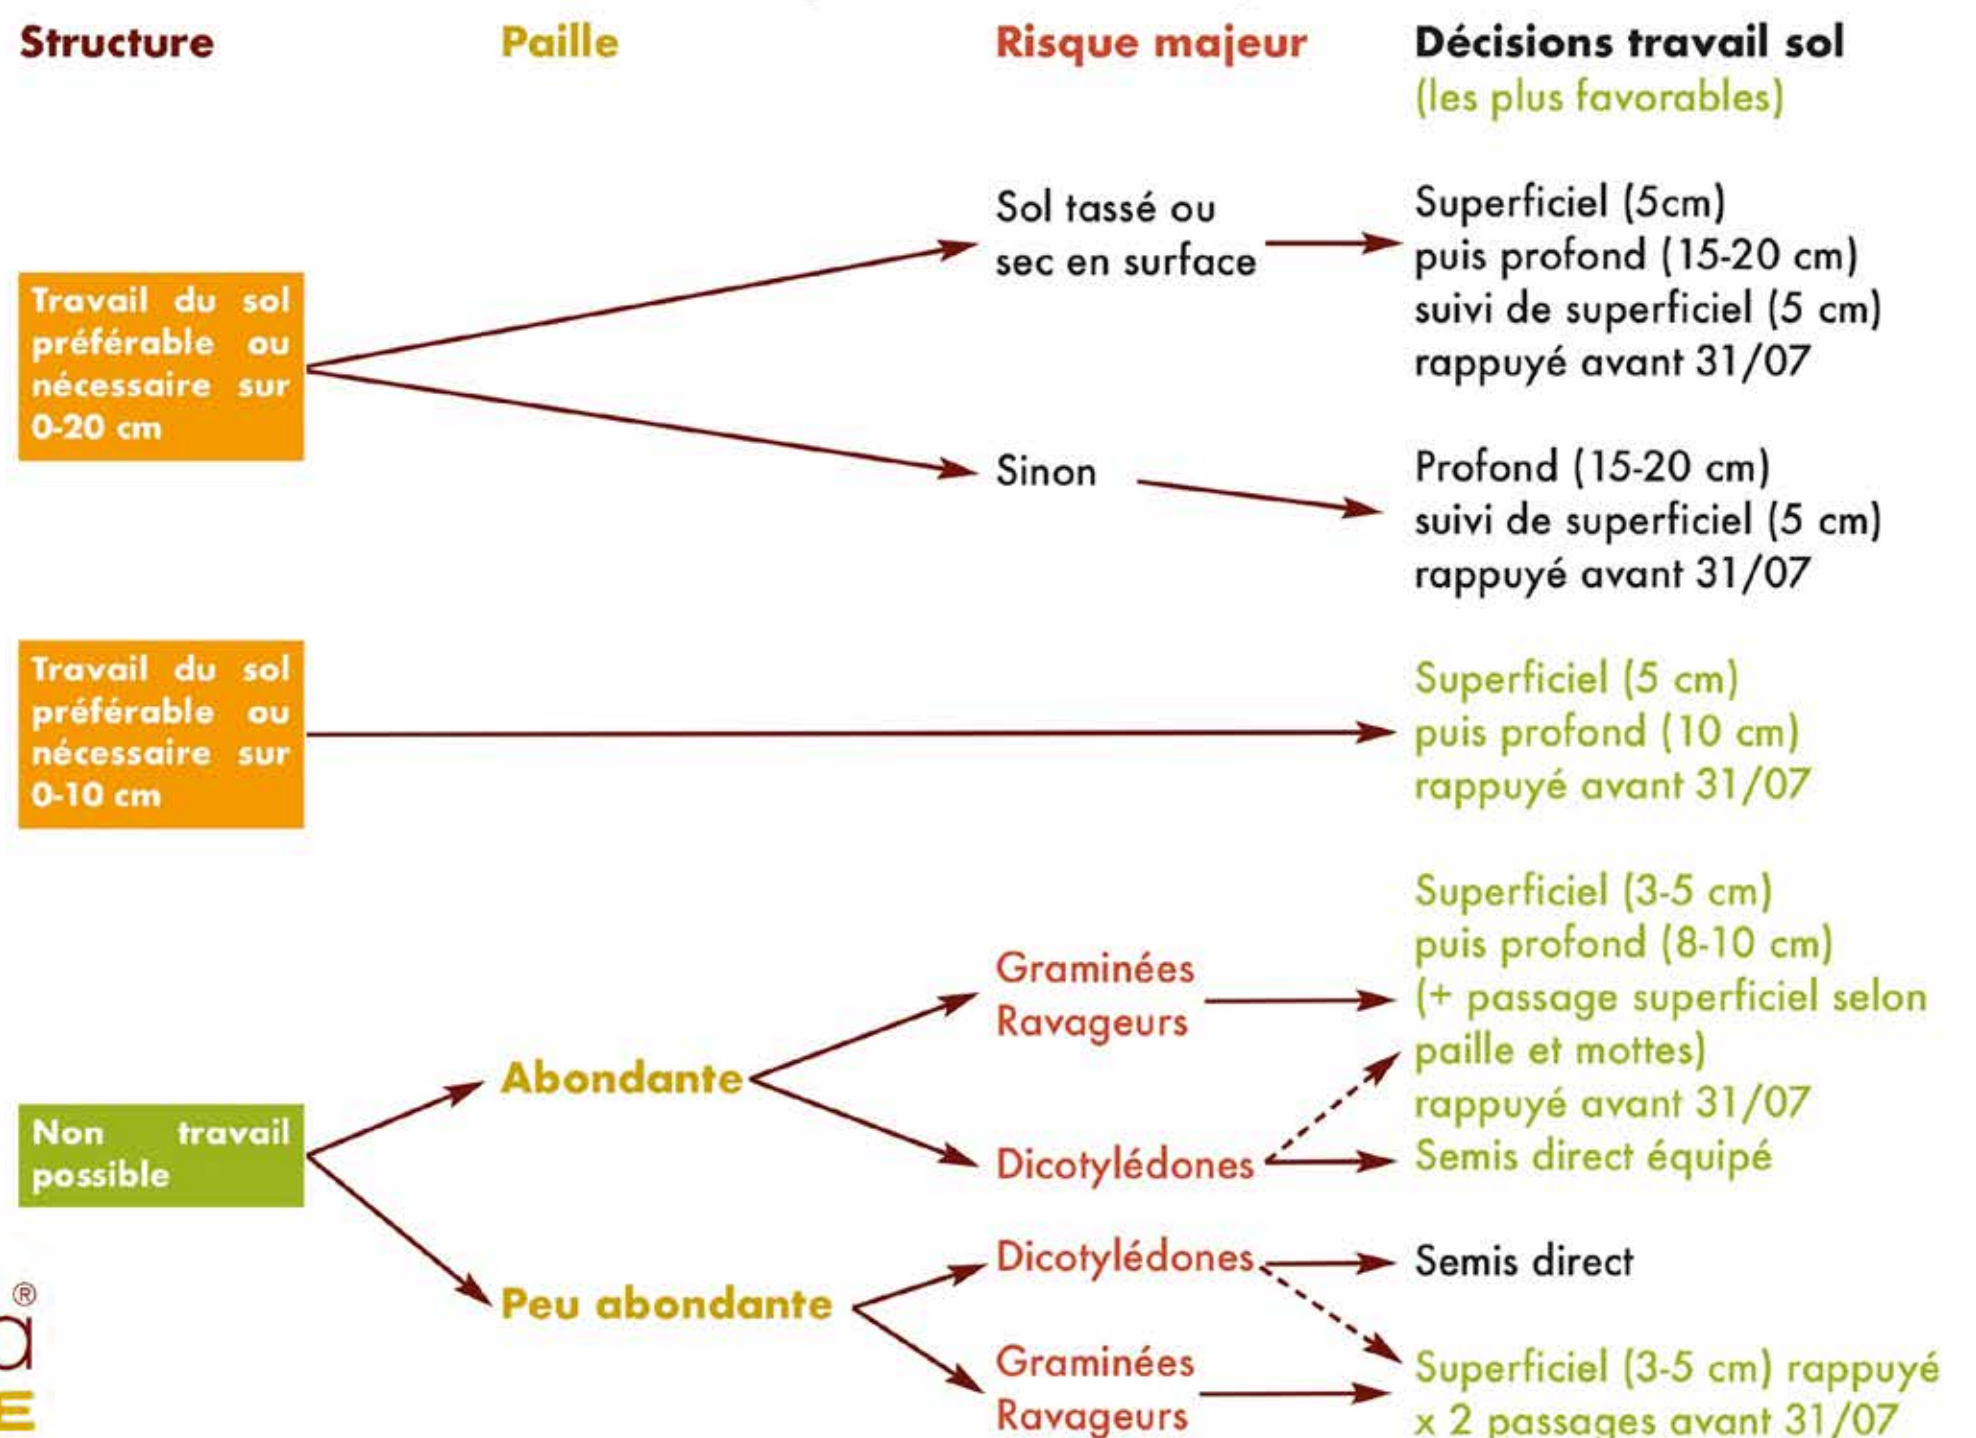 Structure
Paille
Risque majeur
Décisions travail sol
(les plus favorables)
Travail du sol
préférable ou
nécessaire sur
0-20 cm
Sol tassé ou
sec en surface
Superficiel (5cm)
puis profond (15-20 cm)
suivi de superficiel (5 cm)
rappuyé avant 31/07
Sinon
Profond (15-20 cm)
suivi de superficiel (5 cm)
rappuyé avant 31/07
Travail du sol
préférable ou
nécessaire sur
0-10 cm
Superficiel (5 cm)
puis profond (10 cm)
rappuyé avant 31/07
Non travail
possible
Abondante
Graminées
Ravageurs
Superficiel (3-5 cm)
puis profond (8-10 cm)
(+ passage superficiel selon
paille et mottes)
rappuyé avant 31/07
Dicotylédones
Semis direct équipé
Peu abondante
Dicotylédones
Semis direct
Graminées
Ravageurs
Superficiel (3-5 cm) rappuyé
x 2 passages avant 31/07
®
a
E